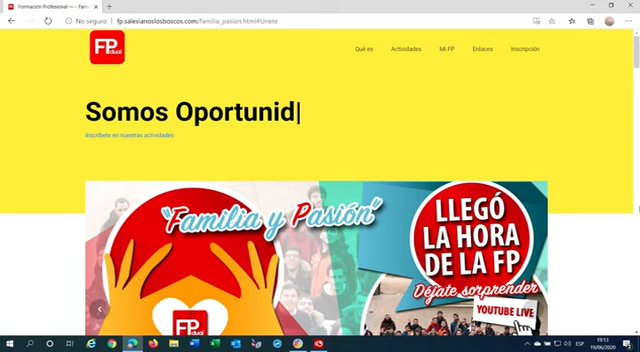 Formación Profesional — - Fam
No seguro
fp.salesianoslosboscos.com/familia_pasion.html#Unete
FP
dual
Qué es
Actividades
Mi FP
Enlaces
Inscripción
Somos Oportunid|
Inscríbete en nuestras actividades
"Familia y Pasión"
LLEGÓ
LA HORA
DE LA FP
Déjate sorprender
YOUTUBE LIVE
FP
dual
ESP
19:13
19/06/2020